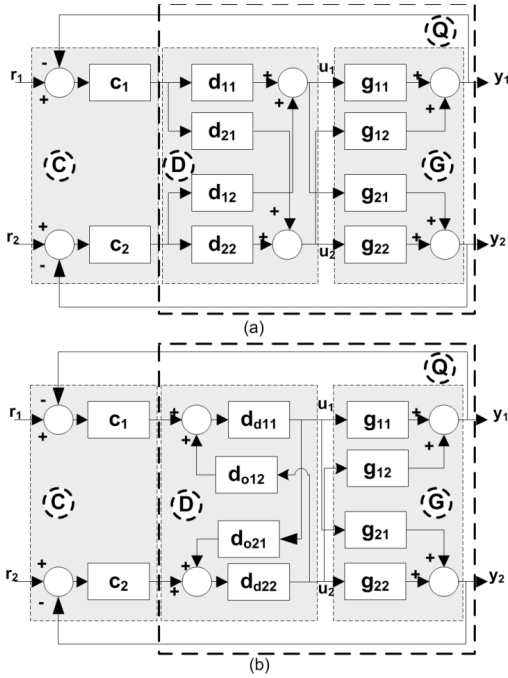 Q
r1 - + c1 d11 + + u1 g11 + + y1
d21 g12
C D G
d12 g21
r2 + - c2 d22 + + u2 g22 + + y2
(a)
Q
r1 - + c1 + + dd11 u1 g11 + + y1
do12 g12
C D G
do21 g21
r2 + - c2 + + dd22 u2 g22 + + y2
(b)